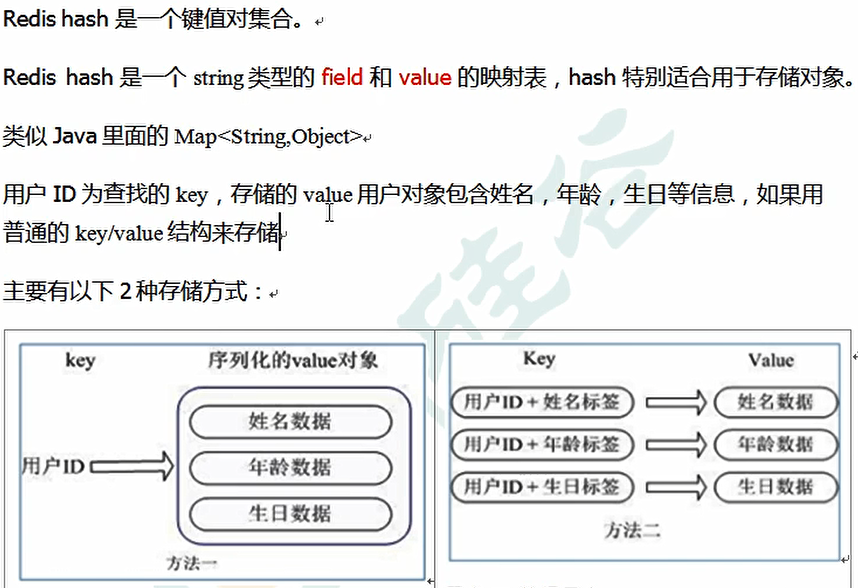 Redis hash 是一个键值对集合。
Redis hash 是一个 string 类型的 field 和 value 的映射表，hash 特别适合用于存储对象。
类似 Java 里面的 Map<String,Object>
用户 ID 为查找的 key，存储的 value 用户对象包含姓名，年龄，生日等信息，如果用
普通的 key/value 结构来存储
主要有以下 2 种存储方式：
key 序列化的value对象
姓名数据
用户ID 年龄数据
生日数据
方法一
Key Value
用户ID + 姓名标签 姓名数据
用户ID + 年龄标签 年龄数据
用户ID + 生日标签 生日数据
方法二
硅谷